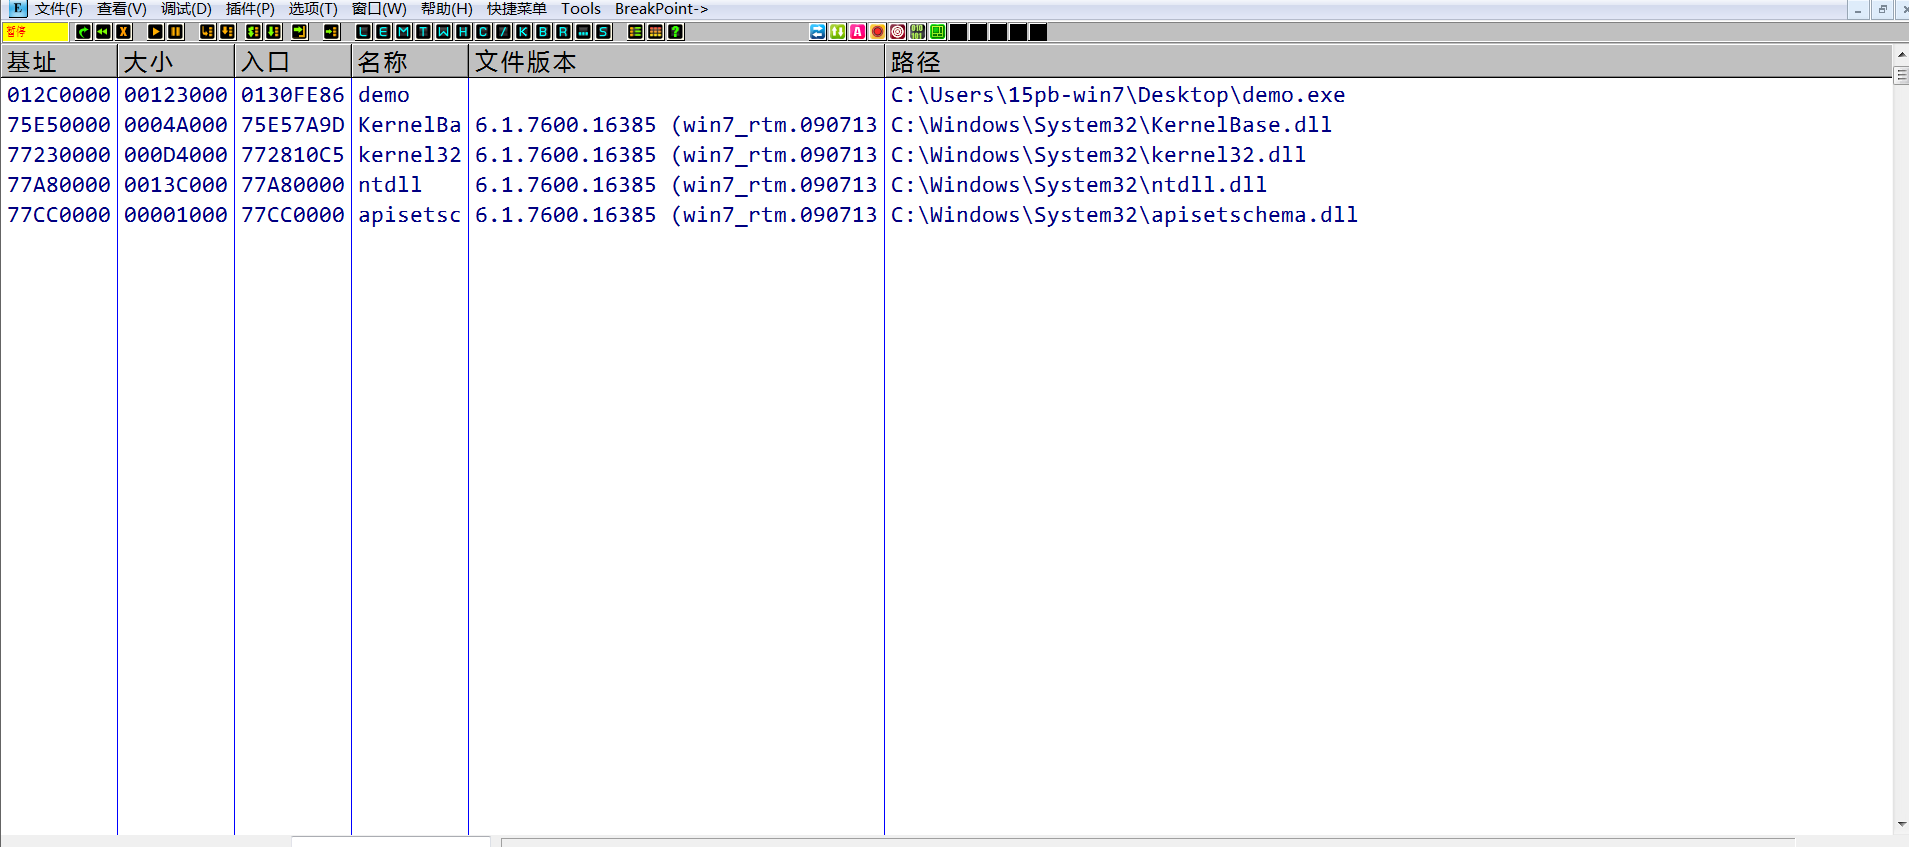 E 文件(F) 查看(V) 调试(D) 插件(P) 选项(T) 窗口(W) 帮助(H) 快捷菜单 Tools BreakPoint->
暂停 L E M T W H C / K B R ... S ? A
基址 大小 入口 名称 文件版本 路径
012C0000 00123000 0130FE86 demo C:\Users\15pb-win7\Desktop\demo.exe
75E50000 0004A000 75E57A9D KernelBa 6.1.7600.16385 (win7_rtm.090713 C:\Windows\System32\KernelBase.dll
77230000 000D4000 772810C5 kernel32 6.1.7600.16385 (win7_rtm.090713 C:\Windows\System32\kernel32.dll
77A80000 0013C000 77A80000 ntdll 6.1.7600.16385 (win7_rtm.090713 C:\Windows\System32\ntdll.dll
77CC0000 00001000 77CC0000 apisetsc 6.1.7600.16385 (win7_rtm.090713 C:\Windows\System32\apisetschema.dll